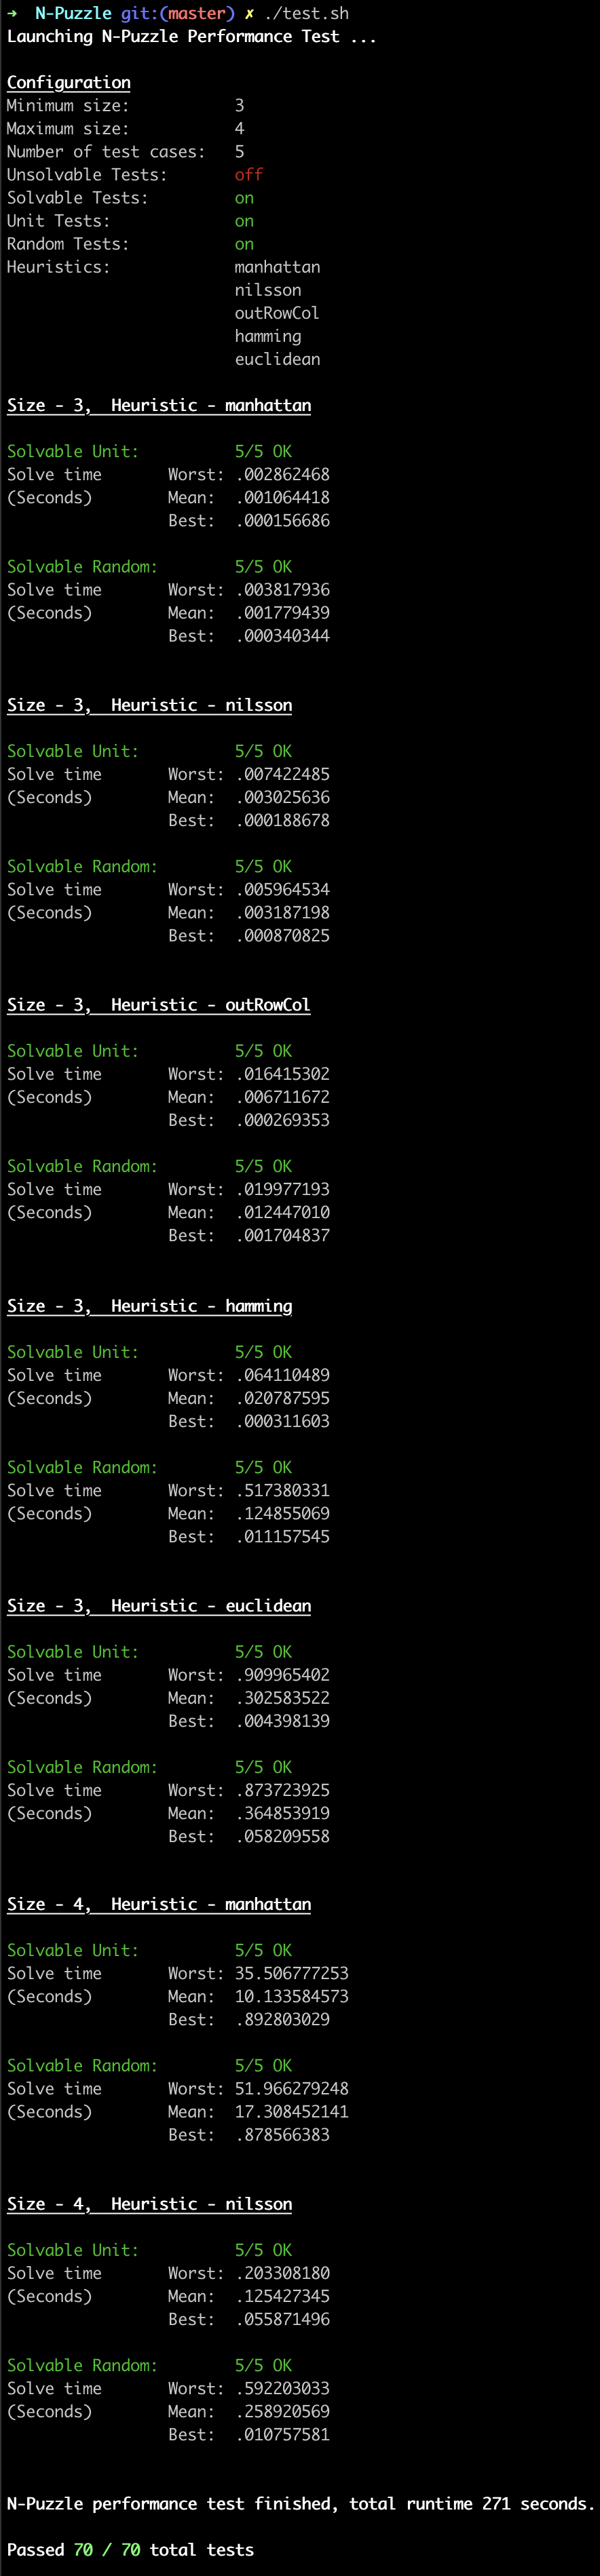 ➜  N-Puzzle git:(master) ✗ ./test.sh
Launching N-Puzzle Performance Test ...
Configuration
Minimum size:           3
Maximum size:           4
Number of test cases:   5
Unsolvable Tests:       off
Solvable Tests:         on
Unit Tests:             on
Random Tests:           on
Heuristics:             manhattan
                        nilsson
                        outRowCol
                        hamming
                        euclidean
Size - 3,  Heuristic - manhattan
Solvable Unit:          5/5 OK
Solve time       Worst: .002862468
(Seconds)        Mean:  .001064418
                 Best:  .000156686
Solvable Random:        5/5 OK
Solve time       Worst: .003817936
(Seconds)        Mean:  .001779439
                 Best:  .000340344
Size - 3,  Heuristic - nilsson
Solvable Unit:          5/5 OK
Solve time       Worst: .007422485
(Seconds)        Mean:  .003025636
                 Best:  .000188678
Solvable Random:        5/5 OK
Solve time       Worst: .005964534
(Seconds)        Mean:  .003187198
                 Best:  .000870825
Size - 3,  Heuristic - outRowCol
Solvable Unit:          5/5 OK
Solve time       Worst: .016415302
(Seconds)        Mean:  .006711672
                 Best:  .000269353
Solvable Random:        5/5 OK
Solve time       Worst: .019977193
(Seconds)        Mean:  .012447010
                 Best:  .001704837
Size - 3,  Heuristic - hamming
Solvable Unit:          5/5 OK
Solve time       Worst: .064110489
(Seconds)        Mean:  .020787595
                 Best:  .000311603
Solvable Random:        5/5 OK
Solve time       Worst: .517380331
(Seconds)        Mean:  .124855069
                 Best:  .011157545
Size - 3,  Heuristic - euclidean
Solvable Unit:          5/5 OK
Solve time       Worst: .909965402
(Seconds)        Mean:  .302583522
                 Best:  .004398139
Solvable Random:        5/5 OK
Solve time       Worst: .873723925
(Seconds)        Mean:  .364853919
                 Best:  .058209558
Size - 4,  Heuristic - manhattan
Solvable Unit:          5/5 OK
Solve time       Worst: 35.506777253
(Seconds)        Mean:  10.133584573
                 Best:  .892803029
Solvable Random:        5/5 OK
Solve time       Worst: 51.966279248
(Seconds)        Mean:  17.308452141
                 Best:  .878566383
Size - 4,  Heuristic - nilsson
Solvable Unit:          5/5 OK
Solve time       Worst: .203308180
(Seconds)        Mean:  .125427345
                 Best:  .055871496
Solvable Random:        5/5 OK
Solve time       Worst: .592203033
(Seconds)        Mean:  .258920569
                 Best:  .010757581
N-Puzzle performance test finished, total runtime 271 seconds.
Passed 70 / 70 total tests